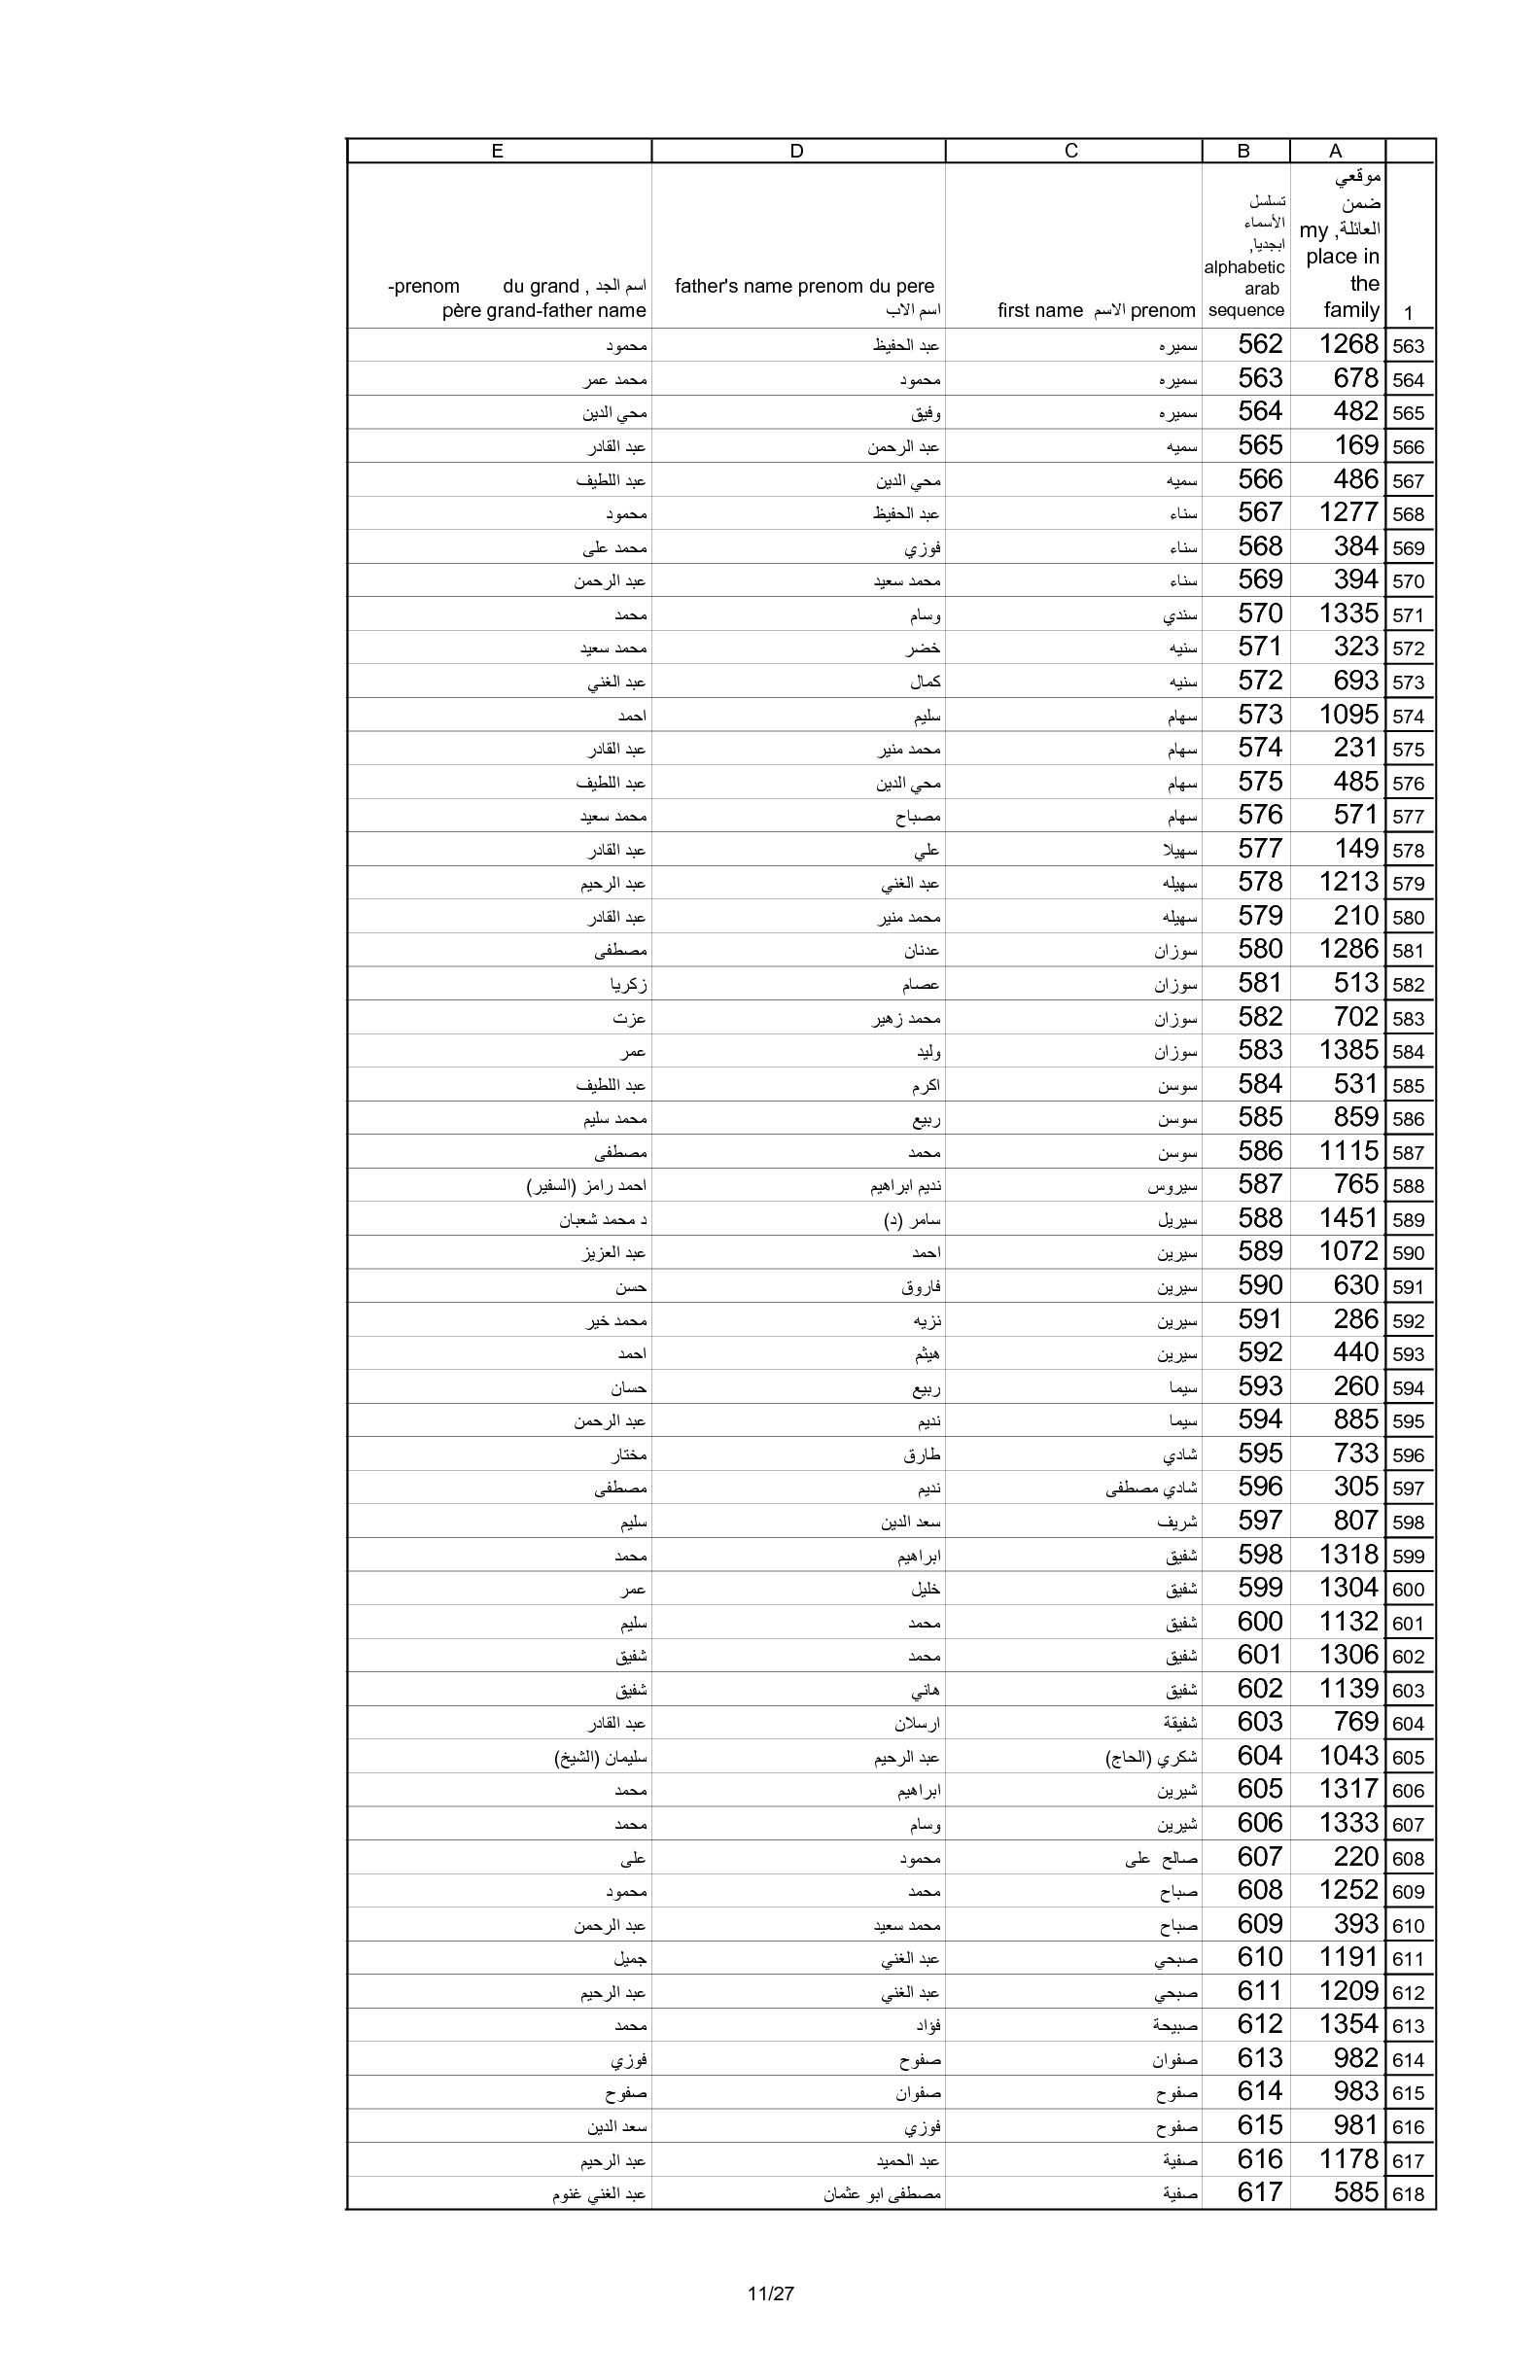 A B C D E
موقعي ضمن العائلة, my place in the family
تسلسل الأسماء ابجديا, alphabetic arab sequence
first name الاسم prenom
father's name prenom du pere اسم الاب
-prenom du grand , اسم الجد père grand-father name
1
563 1268 562 سميره عبد الحفيظ محمود
564 678 563 سميره محمود محمد عمر
565 482 564 سميره وفيق محي الدين
566 169 565 سميه عبد الرحمن عبد القادر
567 486 566 سميه محي الدين عبد اللطيف
568 1277 567 سناء عبد الحفيظ محمود
569 384 568 سناء فوزي محمد على
570 394 569 سناء محمد سعيد عبد الرحمن
571 1335 570 سندي وسام محمد
572 323 571 سنيه خضر محمد سعيد
573 693 572 سنيه كمال عبد الغني
574 1095 573 سهام سليم احمد
575 231 574 سهام محمد منير عبد القادر
576 485 575 سهام محي الدين عبد اللطيف
577 571 576 سهام مصباح محمد سعيد
578 149 577 سهيلا علي عبد القادر
579 1213 578 سهيله عبد الغني عبد الرحيم
580 210 579 سهيله محمد منير عبد القادر
581 1286 580 سوزان عدنان مصطفى
582 513 581 سوزان عصام زكريا
583 702 582 سوزان محمد زهير عزت
584 1385 583 سوزان وليد عمر
585 531 584 سوسن اكرم عبد اللطيف
586 859 585 سوسن ربيع محمد سليم
587 1115 586 سوسن محمد مصطفى
588 765 587 سيروس نديم ابراهيم احمد رامز (السفير)
589 1451 588 سيريل سامر (د) د محمد شعبان
590 1072 589 سيرين احمد عبد العزيز
591 630 590 سيرين فاروق حسن
592 286 591 سيرين نزيه محمد خير
593 440 592 سيرين هيثم احمد
594 260 593 سيما ربيع حسان
595 885 594 سيما نديم عبد الرحمن
596 733 595 شادي طارق مختار
597 305 596 شادي مصطفى نديم مصطفى
598 807 597 شريف سعد الدين سليم
599 1318 598 شفيق ابراهيم محمد
600 1304 599 شفيق خليل عمر
601 1132 600 شفيق محمد سليم
602 1306 601 شفيق محمد شفيق
603 1139 602 شفيق هاني شفيق
604 769 603 شفيقة ارسلان عبد القادر
605 1043 604 شكري (الحاج) عبد الرحيم سليمان (الشيخ)
606 1317 605 شيرين ابراهيم محمد
607 1333 606 شيرين وسام محمد
608 220 607 صالح على محمود على
609 1252 608 صباح محمد محمود
610 393 609 صباح محمد سعيد عبد الرحمن
611 1191 610 صبحي عبد الغني جميل
612 1209 611 صبحي عبد الغني عبد الرحيم
613 1354 612 صبيحة فؤاد محمد
614 982 613 صفوان صفوح فوزي
615 983 614 صفوح صفوان صفوح
616 981 615 صفوح فوزي سعد الدين
617 1178 616 صفية عبد الحميد عبد الرحيم
618 585 617 صفية مصطفى ابو عثمان عبد الغني غنوم
11/27